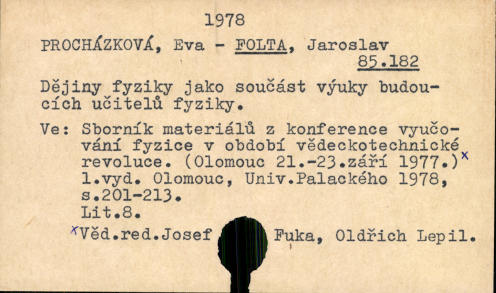 1978
PROCHÁZKOVÁ, Eva - FOLTA, Jaroslav
85.182
Dějiny fyziky jako součást výuky budou-
cích učitelů fyziky.
Ve: Sborník materiálů z konference vyučo-
vání fyzice v období vědeckotechnické
revoluce. (Olomouc 21.-23.září 1977.)x
1.vyd. Olomouc, Univ.Palackého 1978,
s.201-213.
Lit.8.
xVěd.red.Josef Fuka, Oldřich Lepil.